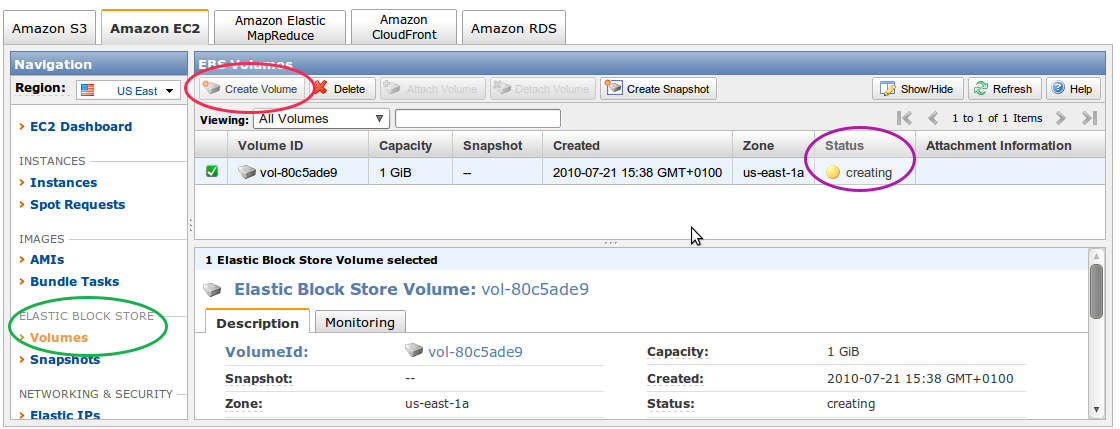 Amazon S3
Amazon EC2
Amazon Elastic
MapReduce
Amazon
CloudFront
Amazon RDS
Navigation
Region: US East
EC2 Dashboard
INSTANCES
Instances
Spot Requests
IMAGES
AMIs
Bundle Tasks
ELASTIC BLOCK STORE
Volumes
Snapshots
NETWORKING & SECURITY
Elastic IPs
EBS Volumes
Create Volume Delete Attach Volume Detach Volume Create Snapshot Show/Hide Refresh Help
Viewing: All Volumes 1 to 1 of 1 Items
Volume ID Capacity Snapshot Created Zone Status Attachment Information
vol-80c5ade9 1 GiB -- 2010-07-21 15:38 GMT+0100 us-east-1a creating
1 Elastic Block Store Volume selected
Elastic Block Store Volume: vol-80c5ade9
Description Monitoring
VolumeId: vol-80c5ade9 Capacity: 1 GiB
Snapshot: -- Created: 2010-07-21 15:38 GMT+0100
Zone: us-east-1a Status: creating